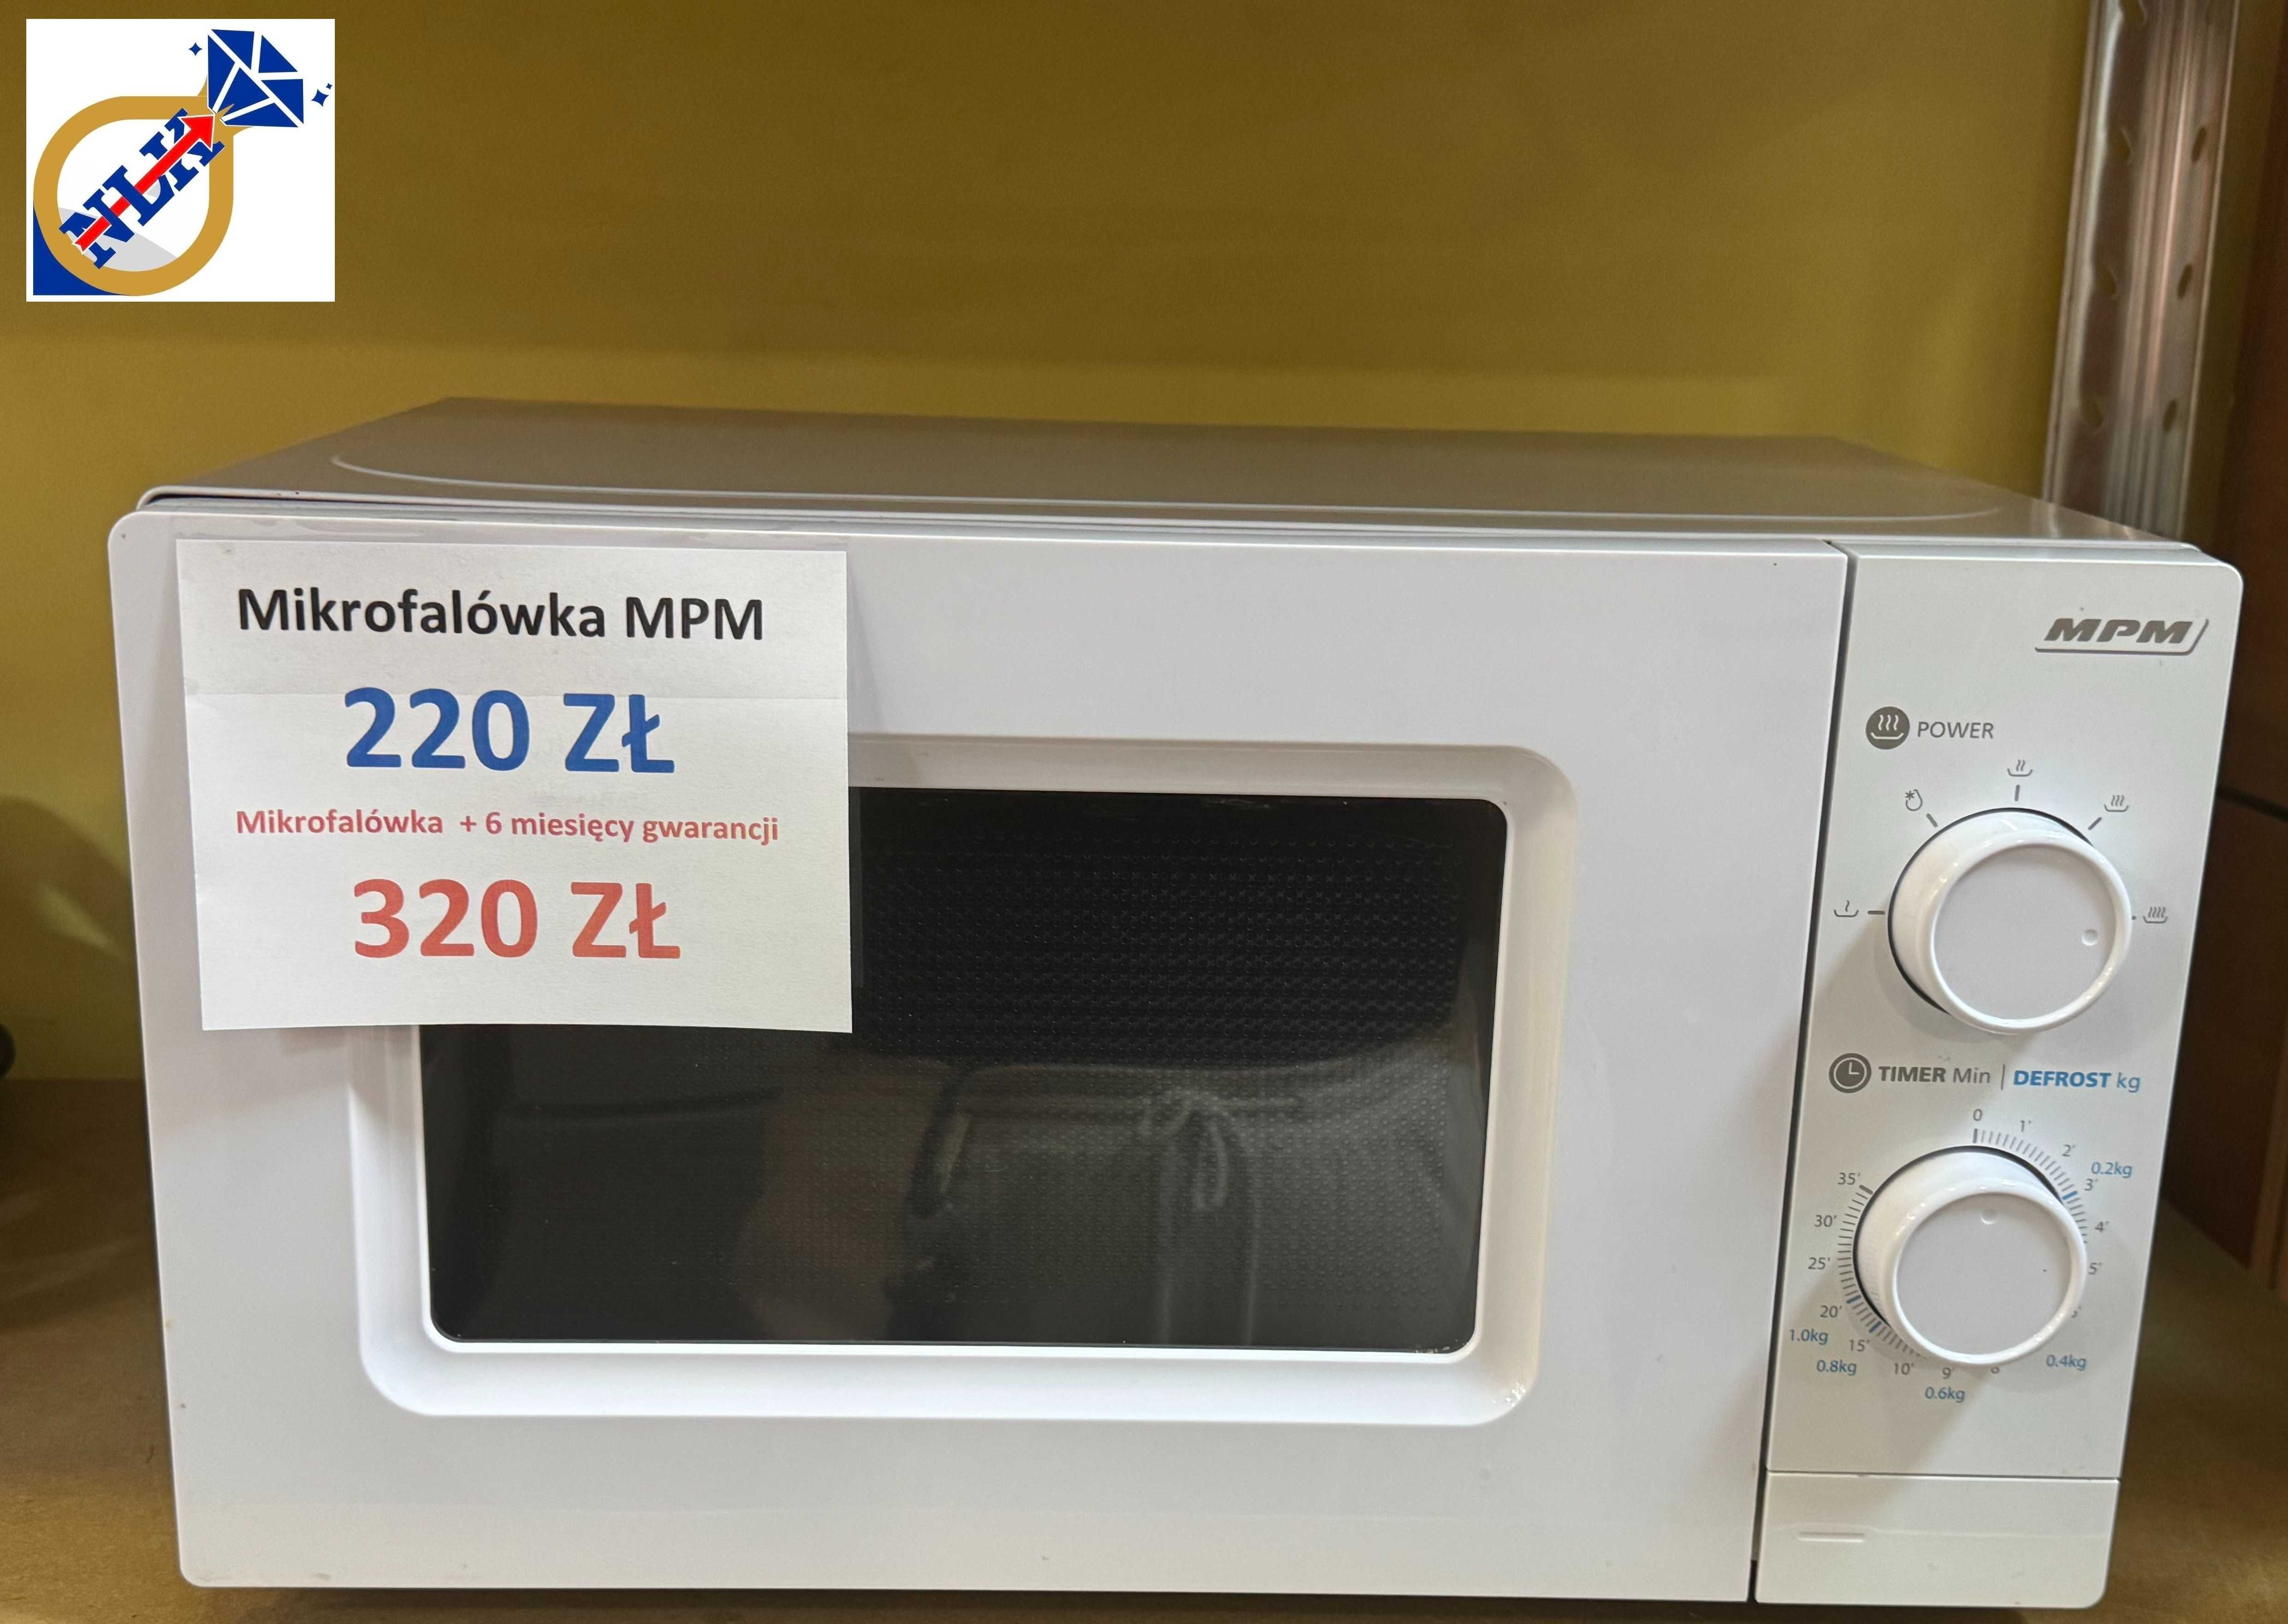 NLK
Mikrofalówka MPM
220 ZŁ
Mikrofalówka + 6 miesięcy gwarancji
320 ZŁ
MPM
POWER
TIMER Min | DEFROST kg
0
1'
2'
0.2kg
3'
4'
5'
0.4kg
8
9'
0.6kg
10'
0.8kg
15'
1.0kg
20'
25'
30'
35'